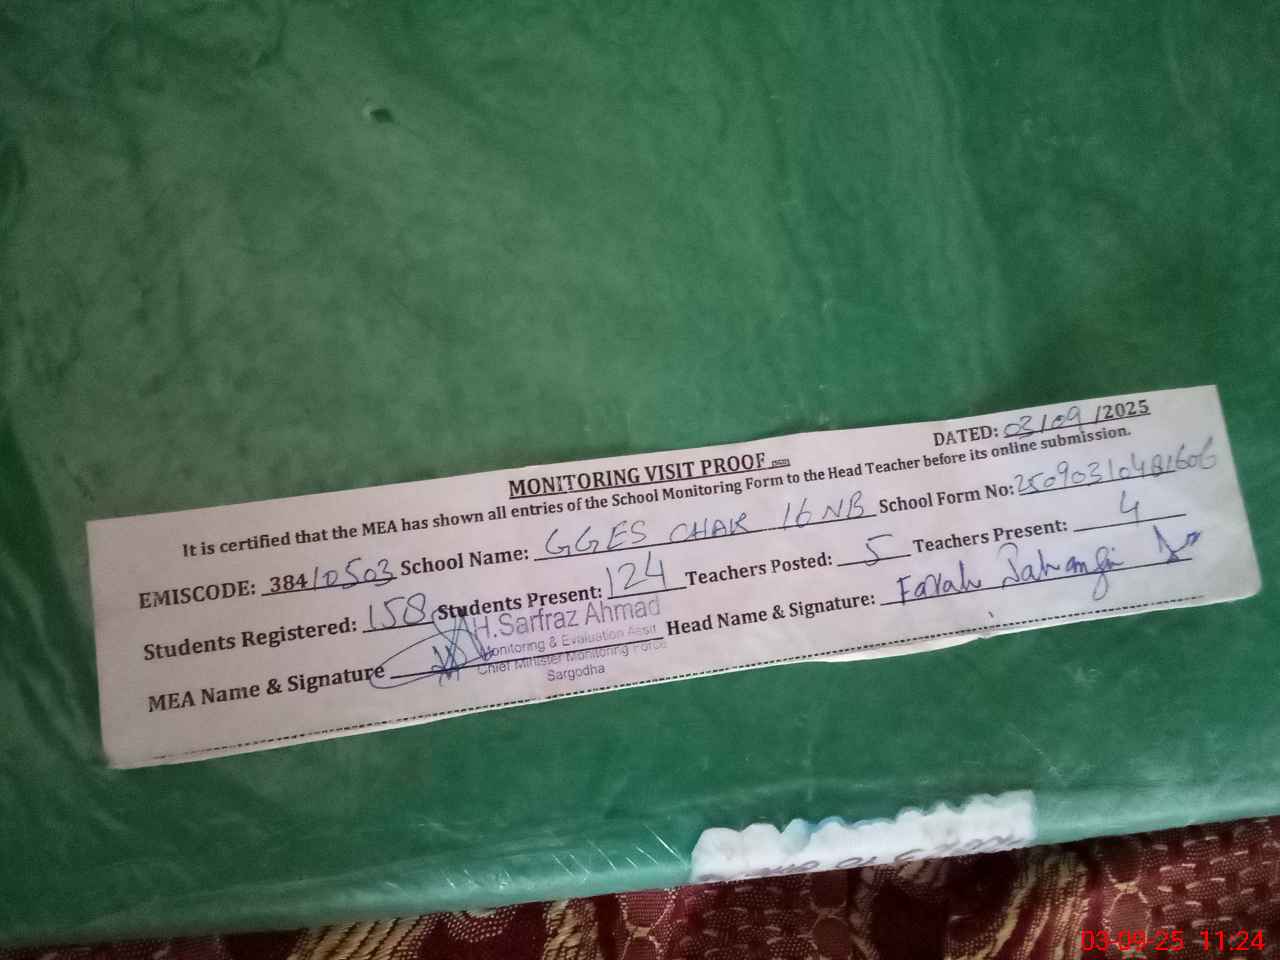 DATED: 03/09/2025
MONITORING VISIT PROOF
It is certified that the MEA has shown all entries of the School Monitoring Form to the Head Teacher before its online submission.
EMISCODE: 38410503 School Name: GGES CHAK 16 NB School Form No:
Students Registered: 158 Students Present: 124 Teachers Posted: 5 Teachers Present: 4
MEA Name & Signature H.Sarfraz Ahmad Head Name & Signature: Farah Jahangir
Monitoring & Evaluation Assit
Chief Minister Monitoring Force
Sargodha
03-09-25 11:24